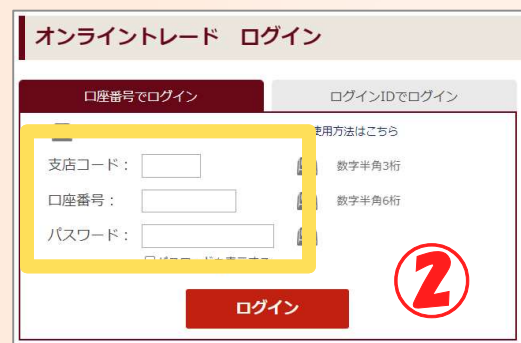 オンライントレード ログイン
口座番号でログイン ログインIDでログイン
使用方法はこちら
支店コード： 数字半角3桁
口座番号： 数字半角6桁
パスワード：
ログイン
2